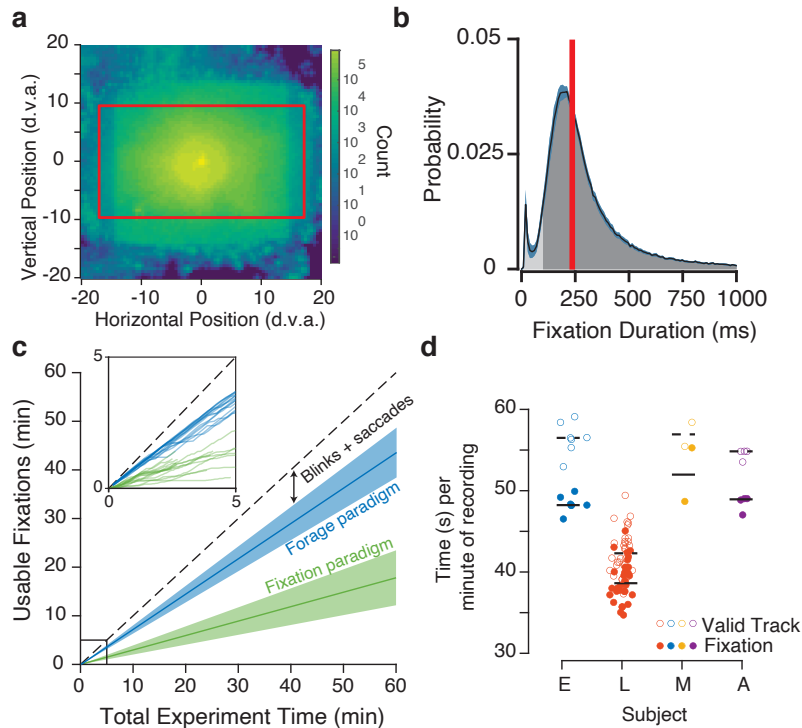 a
20
10
0
-10
-20
Vertical Position (d.v.a.)
-20
-10
0
10
20
Horizontal Position (d.v.a.)
5
10
4
10
3
10
2
10
1
10
0
10
Count
b
0.05
0.025
0
Probability
0
250
500
750
1000
Fixation Duration (ms)
c
60
50
40
30
20
10
0
Usable Fixations (min)
5
0
0
5
Blinks + saccades
Forage paradigm
Fixation paradigm
0
10
20
30
40
50
60
Total Experiment Time (min)
d
60
50
40
30
Time (s) per
minute of recording
Valid Track
Fixation
E
L
M
A
Subject